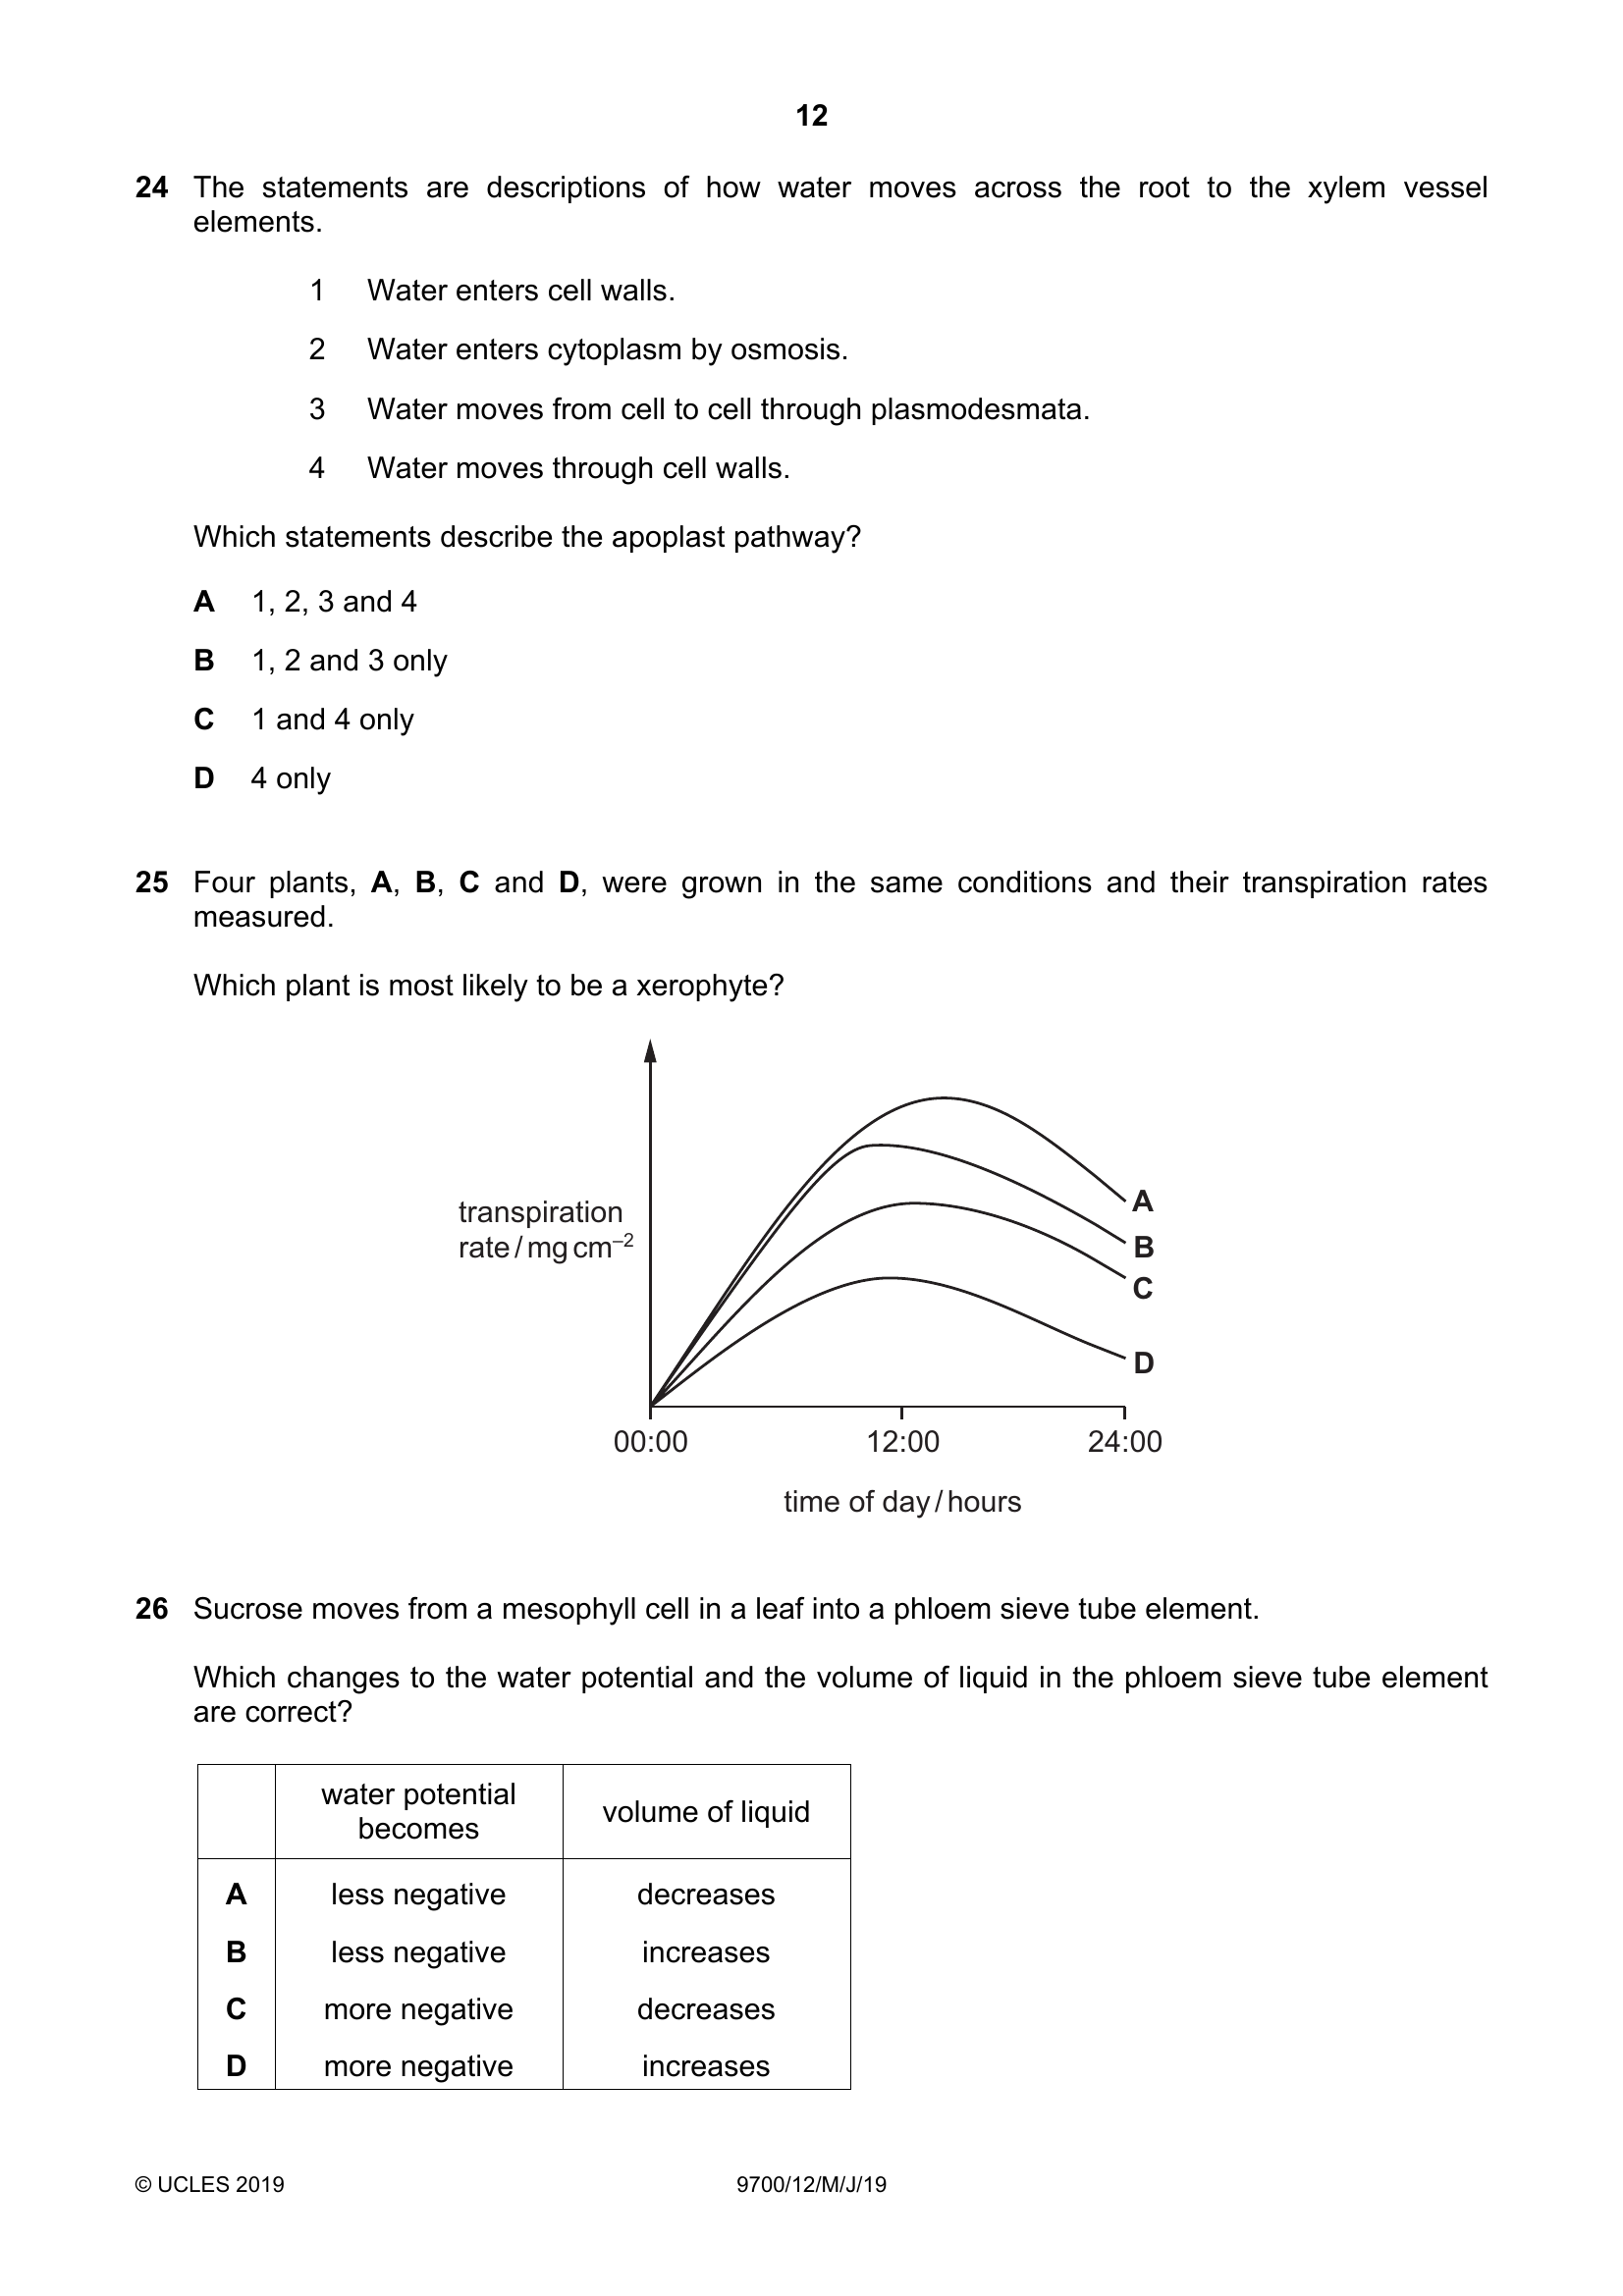 12
24 The statements are descriptions of how water moves across the root to the xylem vessel
elements.
1 Water enters cell walls.
2 Water enters cytoplasm by osmosis.
3 Water moves from cell to cell through plasmodesmata.
4 Water moves through cell walls.
Which statements describe the apoplast pathway?
A 1, 2, 3 and 4
B 1, 2 and 3 only
C 1 and 4 only
D 4 only
25 Four plants, A, B, C and D, were grown in the same conditions and their transpiration rates
measured.
Which plant is most likely to be a xerophyte?
transpiration
rate / mg cm⁻²
A
B
C
D
00:00 12:00 24:00
time of day / hours
26 Sucrose moves from a mesophyll cell in a leaf into a phloem sieve tube element.
Which changes to the water potential and the volume of liquid in the phloem sieve tube element
are correct?
water potential
becomes
volume of liquid
A less negative decreases
B less negative increases
C more negative decreases
D more negative increases
© UCLES 2019 9700/12/M/J/19